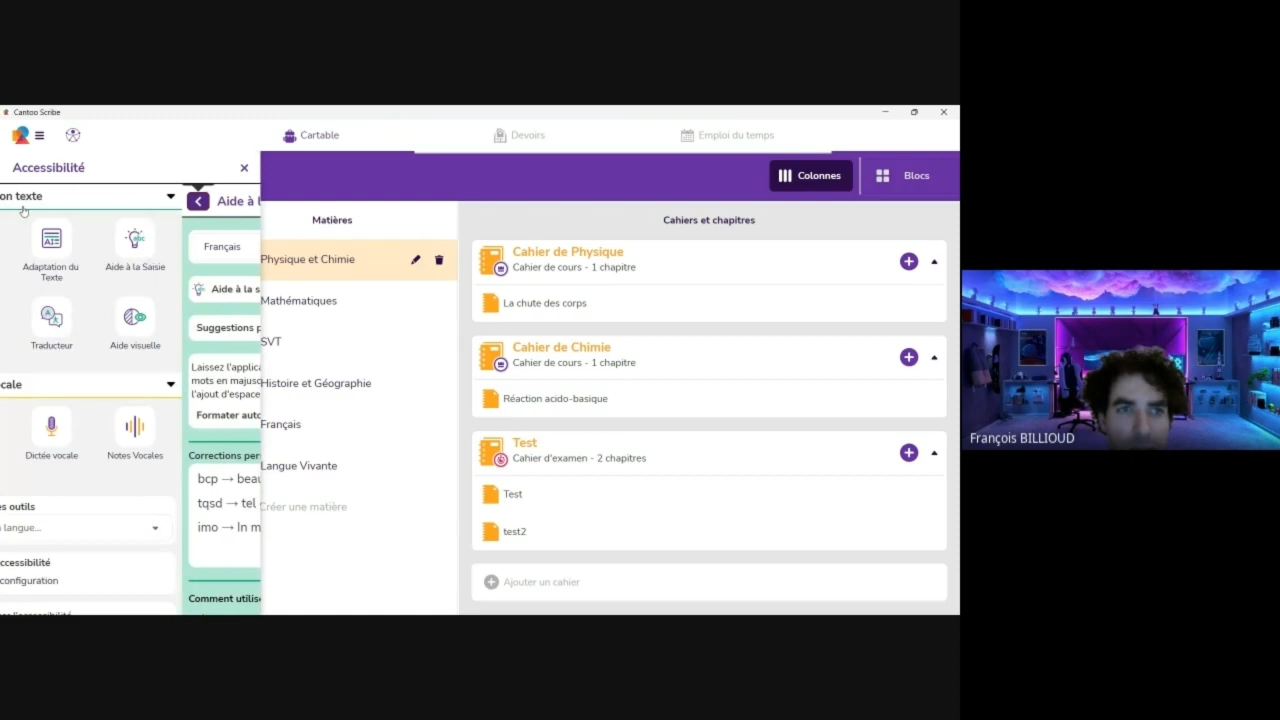 Cantoo Scribe
Cartable
Devoirs
Emploi du temps
Accessibilité
on texte
Adaptation du
Texte
Aide à la Saisie
Traducteur
Aide visuelle
cale
Dictée vocale
Notes Vocales
es outils
langue...
ccessibilité
configuration
Aide à l
Français
Aide à la s
Suggestions p
Laissez l'applica
mots en majusc
l'ajout d'espace
Formater auto
Corrections per
bcp → beau
tqsd → tel
imo → In m
Comment utilise
Colonnes
Blocs
Matières
Physique et Chimie
Mathématiques
SVT
Histoire et Géographie
Français
Langue Vivante
Créer une matière
Cahiers et chapitres
Cahier de Physique
Cahier de cours - 1 chapitre
La chute des corps
Cahier de Chimie
Cahier de cours - 1 chapitre
Réaction acido-basique
Test
Cahier d'examen - 2 chapitres
Test
test2
Ajouter un cahier
François BILLIOUD